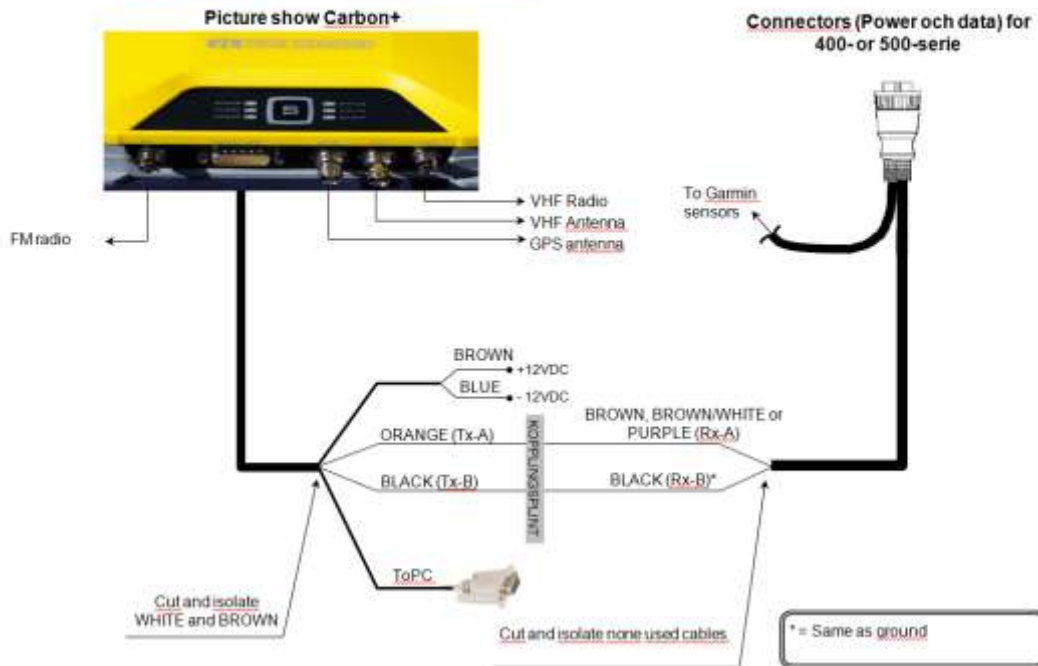 Picture show Carbon+
Connectors (Power och data) for
400- or 500-serie
S
To Garmin
sensors
VHF Radio
VHF Antenna
GPS antenna
FM radio
BROWN
+12VDC
BLUE
- 12VDC
BROWN, BROWN/WHITE or
PURPLE (Rx-A)
ORANGE (Tx-A)
KOPPLINGSPLINT
BLACK (Tx-B)
BLACK (Rx-B)*
ToPC
Cut and isolate
WHITE and BROWN
Cut and isolate none used cables
* = Same as ground